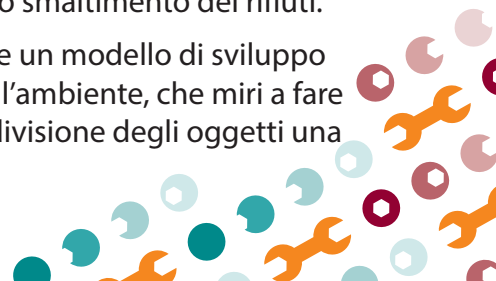 o smaltimento dei rifiuti.
e un modello di sviluppo
l’ambiente, che miri a fare
divisione degli oggetti una